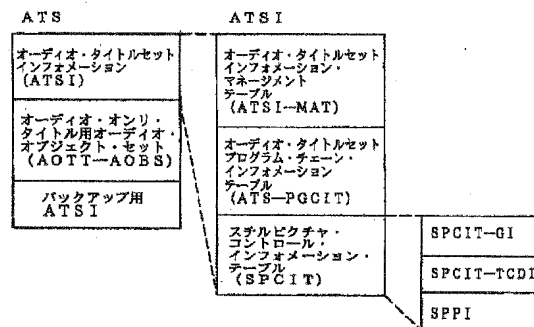 ATS
オーディオ・タイトルセット
インフォメーション
(ATSI)
オーディオ・オンリ・
タイトル用オーディオ・
オブジェクト・セット
(AOTT—AOBS)
バックアップ用
ATSI
ATSI
オーディオ・タイトルセット
インフォメーション・
マネージメント
テーブル
(ATSI—MAT)
オーディオ・タイトルセット
プログラム・チェーン・
インフォメーション
テーブル
(ATS—PGCIT)
スチルピクチャ・
コントロール・
インフォメーション・
テーブル
(SPCIT)
SPCIT—GI
SPCIT—TCDI
SPPI